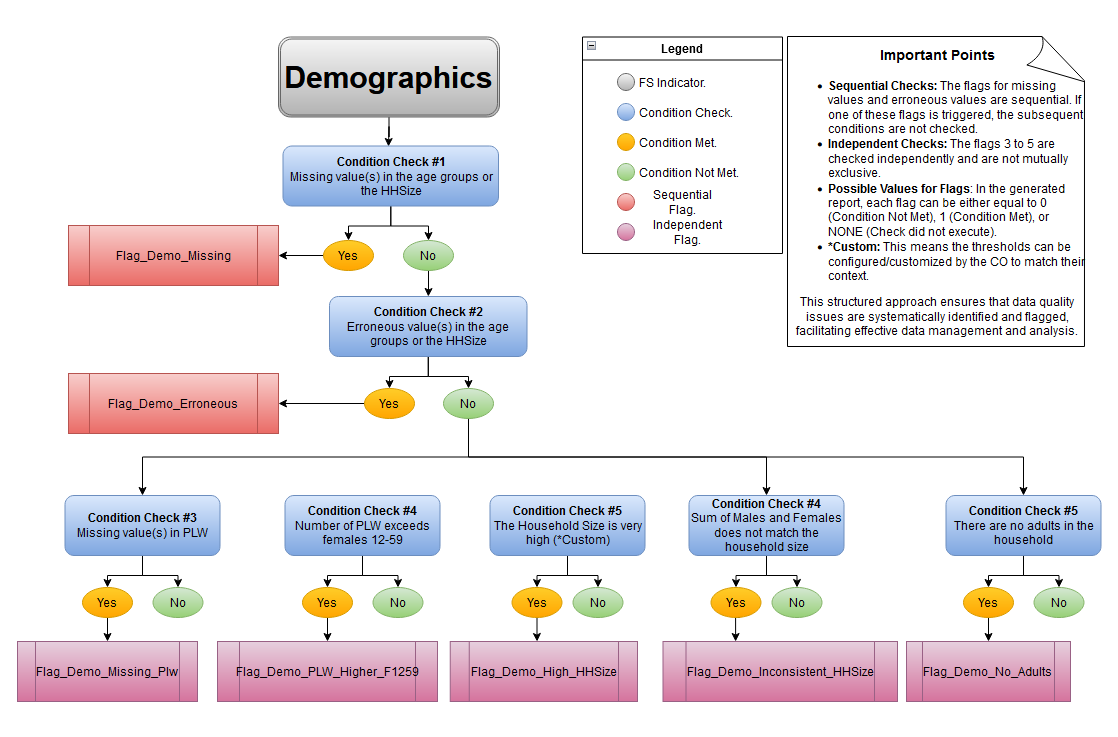 Demographics
Legend
FS Indicator.
Condition Check.
Condition Met.
Condition Not Met.
Sequential
Flag.
Independent
Flag.
Important Points
• Sequential Checks: The flags for missing
values and erroneous values are sequential. If
one of these flags is triggered, the subsequent
conditions are not checked.
• Independent Checks: The flags 3 to 5 are
checked independently and are not mutually
exclusive.
• Possible Values for Flags: In the generated
report, each flag can be either equal to 0
(Condition Not Met), 1 (Condition Met), or
NONE (Check did not execute).
• *Custom: This means the thresholds can be
configured/customized by the CO to match their
context.
This structured approach ensures that data quality
issues are systematically identified and flagged,
facilitating effective data management and analysis.
Condition Check #1
Missing value(s) in the age groups or
the HHSize
Flag_Demo_Missing
Yes
No
Condition Check #2
Erroneous value(s) in the age
groups or the HHSize
Flag_Demo_Erroneous
Yes
No
Condition Check #3
Missing value(s) in PLW
Condition Check #4
Number of PLW exceeds
females 12-59
Condition Check #5
The Household Size is very
high (*Custom)
Condition Check #4
Sum of Males and Females
does not match the
household size
Condition Check #5
There are no adults in the
household
Yes
No
Yes
No
Yes
No
Yes
No
Yes
No
Flag_Demo_Missing_Plw
Flag_Demo_PLW_Higher_F1259
Flag_Demo_High_HHSize
Flag_Demo_Inconsistent_HHSize
Flag_Demo_No_Adults